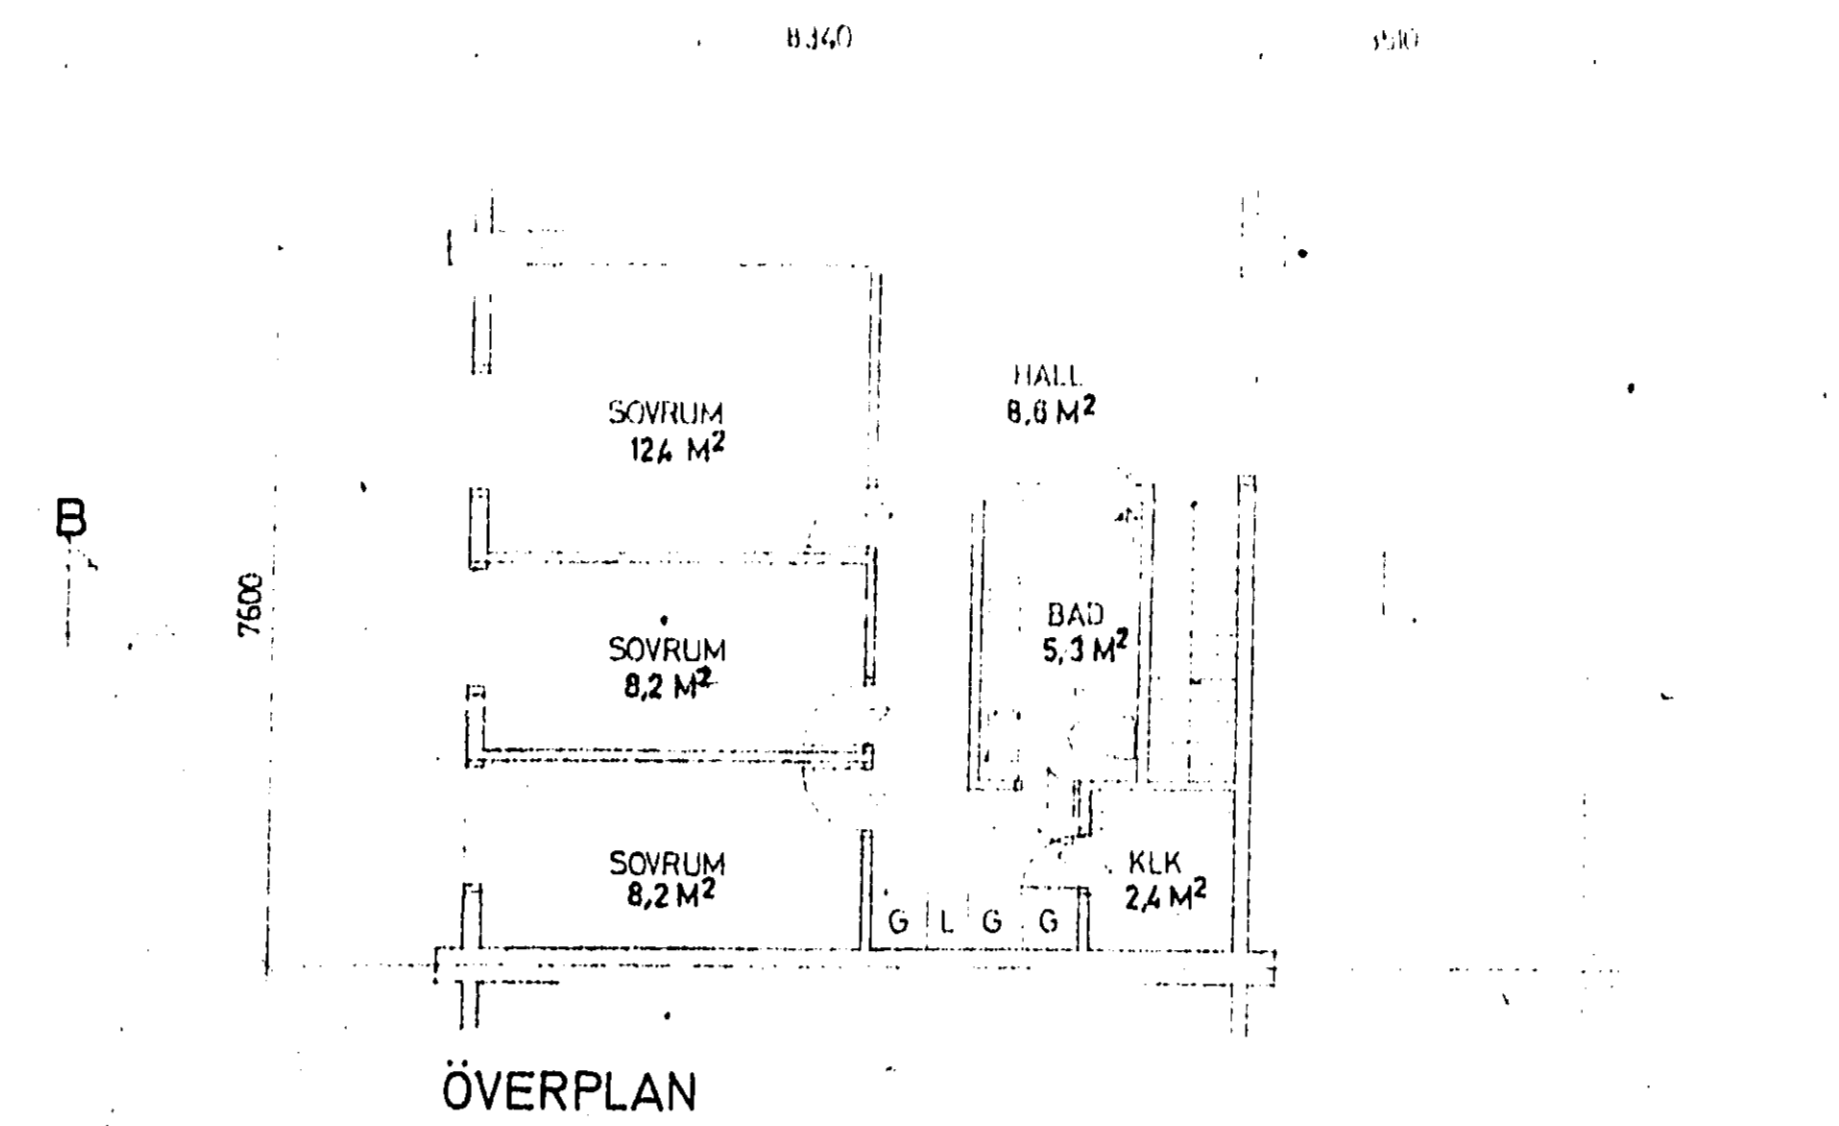 8340
HALL
8,6 M²
SOVRUM
12,4 M²
B
7600
BAD
5,3 M²
SOVRUM
8,2 M²
SOVRUM
8,2 M²
KLK
2,4 M²
G L G G
ÖVERPLAN